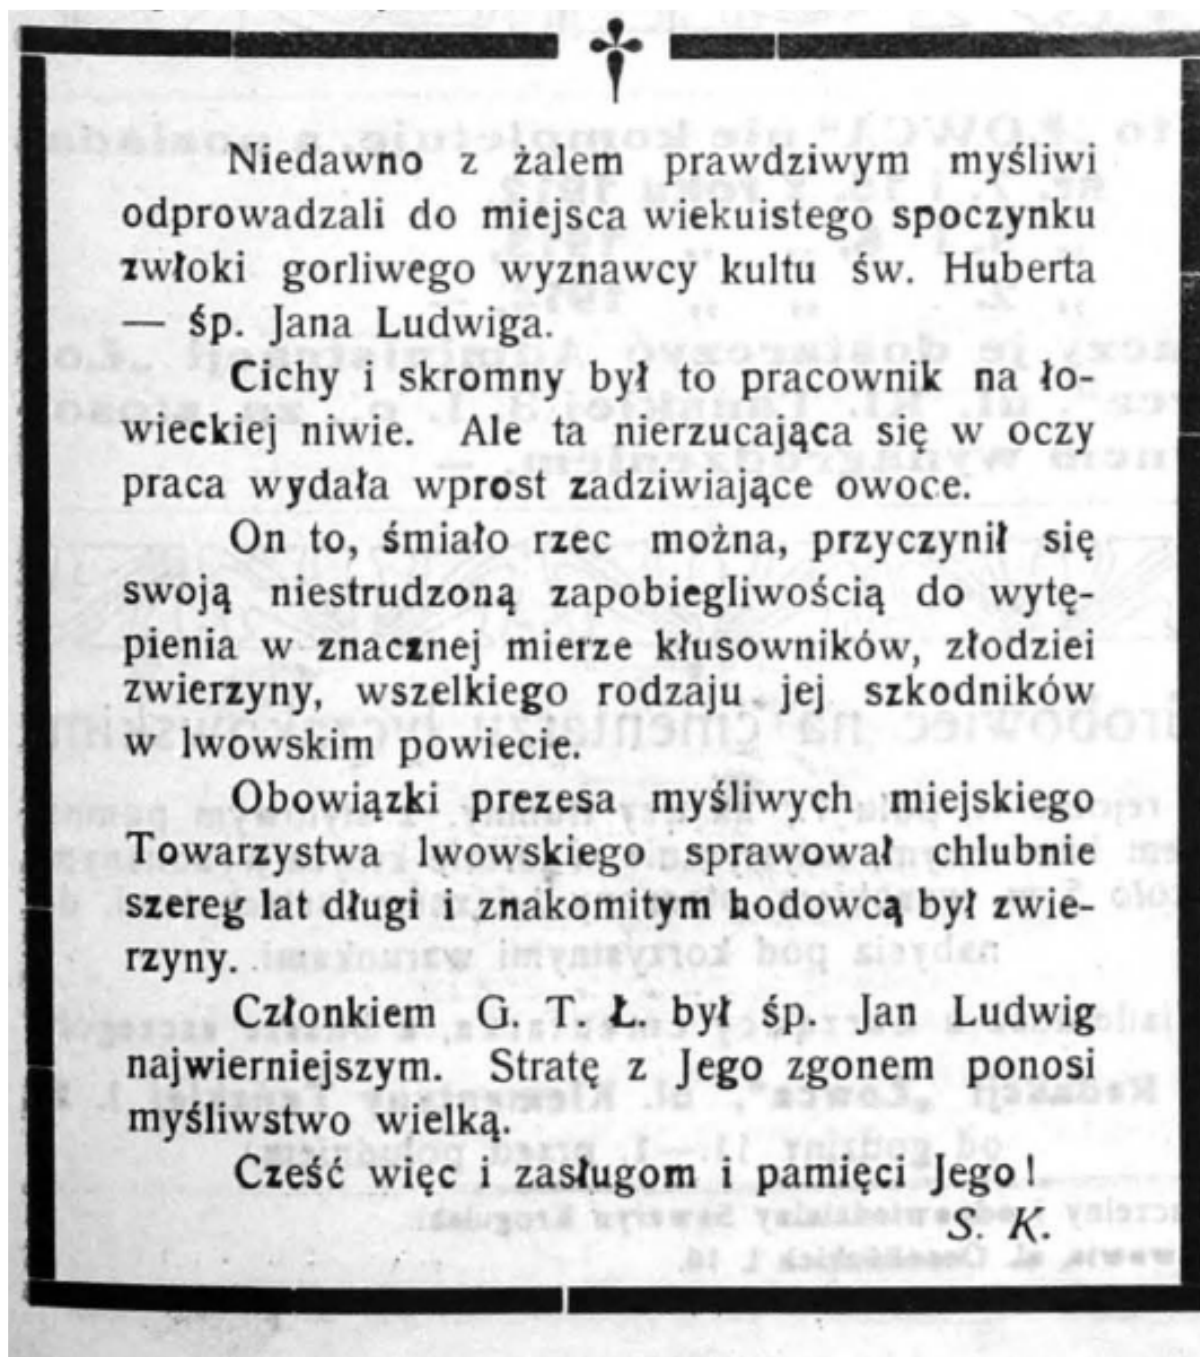 Niedawno z żalem prawdziwym myśliwi
odprowadzali do miejsca wiekuistego spoczynku
zwłoki gorliwego wyznawcy kultu św. Huberta
— śp. Jana Ludwiga.
Cichy i skromny był to pracownik na ło-
wieckiej niwie. Ale ta nierzucająca się w oczy
praca wydała wprost zadziwiające owoce.
On to, śmiało rzec można, przyczynił się
swoją niestrudzoną zapobiegliwością do wytę-
pienia w znacznej mierze kłusowników, złodziei
zwierzyny, wszelkiego rodzaju jej szkodników
w lwowskim powiecie.
Obowiązki prezesa myśliwych miejskiego
Towarzystwa lwowskiego sprawował chlubnie
szereg lat długi i znakomitym hodowcą był zwie-
rzyny.
Członkiem G. T. Ł. był śp. Jan Ludwig
najwierniejszym. Stratę z Jego zgonem ponosi
myśliwstwo wielką.
Cześć więc i zasługom i pamięci Jego!
S. K.